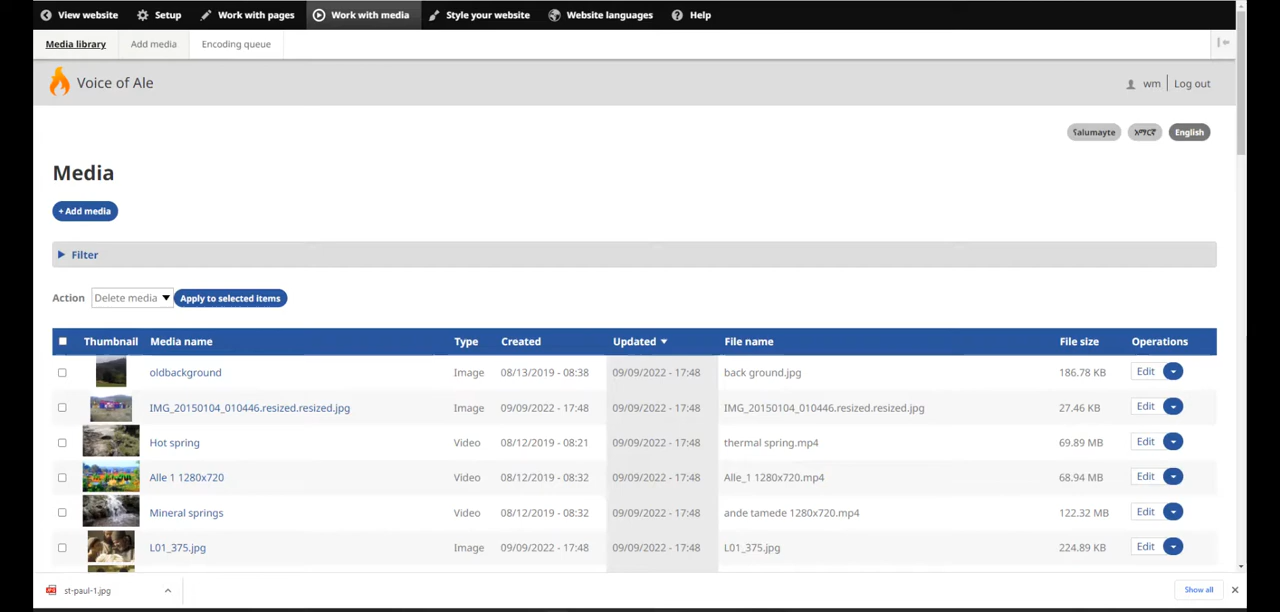 View website Setup Work with pages Work with media Style your website Website languages Help
Media library Add media Encoding queue
Voice of Ale wm Log out
ʕalumayte አማርኛ English
Media
+ Add media
Filter
Action Delete media Apply to selected items
Thumbnail Media name Type Created Updated File name File size Operations
oldbackground Image 08/13/2019 - 08:38 09/09/2022 - 17:48 back ground.jpg 186.78 KB Edit
IMG_20150104_010446.resized.resized.jpg Image 09/09/2022 - 17:48 09/09/2022 - 17:48 IMG_20150104_010446.resized.resized.jpg 27.46 KB Edit
Hot spring Video 08/12/2019 - 08:21 09/09/2022 - 17:48 thermal spring.mp4 69.89 MB Edit
Alle 1 1280x720 Video 08/12/2019 - 08:32 09/09/2022 - 17:48 Alle_1 1280x720.mp4 68.94 MB Edit
Mineral springs Video 08/12/2019 - 08:32 09/09/2022 - 17:48 ande tamede 1280x720.mp4 122.32 MB Edit
L01_375.jpg Image 09/09/2022 - 17:48 09/09/2022 - 17:48 L01_375.jpg 224.89 KB Edit
st-paul-1.jpg Show all